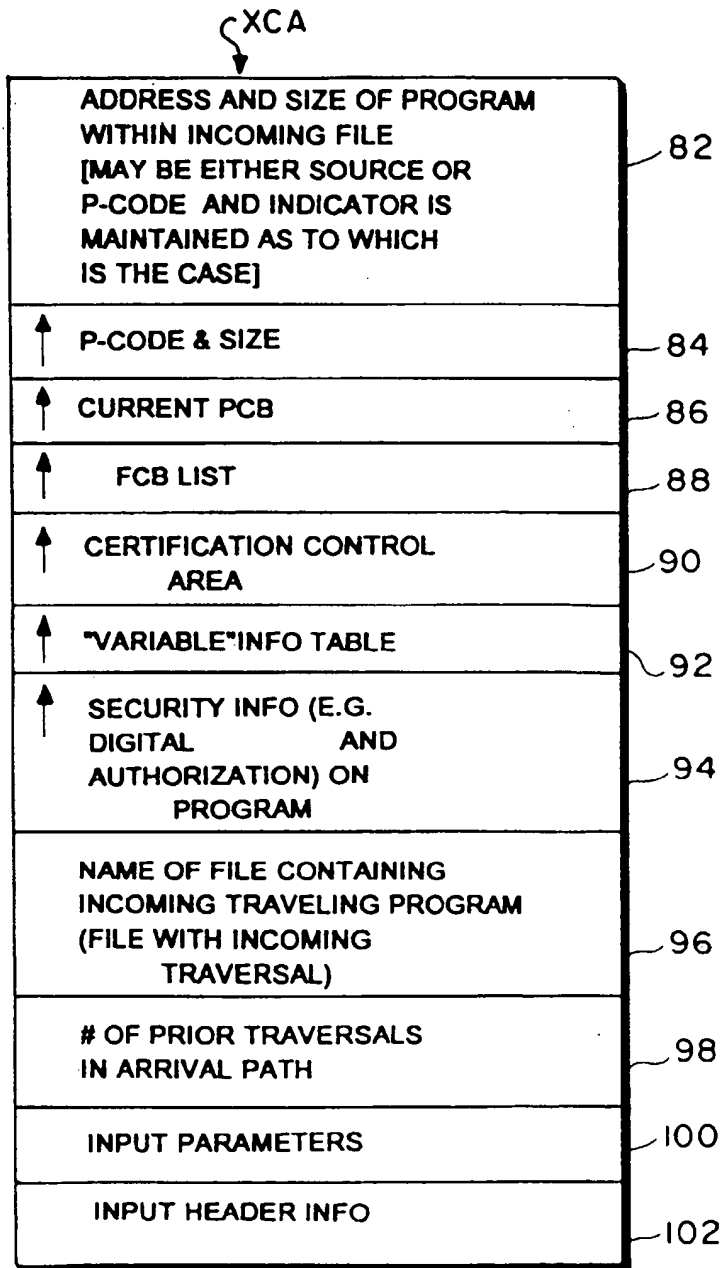 XCA
ADDRESS AND SIZE OF PROGRAM
WITHIN INCOMING FILE
[MAY BE EITHER SOURCE OR
P-CODE AND INDICATOR IS
MAINTAINED AS TO WHICH
IS THE CASE]
82
P-CODE & SIZE
84
CURRENT PCB
86
FCB LIST
88
CERTIFICATION CONTROL
AREA
90
"VARIABLE"INFO TABLE
92
SECURITY INFO (E.G.
DIGITAL AND
AUTHORIZATION) ON
PROGRAM
94
NAME OF FILE CONTAINING
INCOMING TRAVELING PROGRAM
(FILE WITH INCOMING
TRAVERSAL)
96
# OF PRIOR TRAVERSALS
IN ARRIVAL PATH
98
INPUT PARAMETERS
100
INPUT HEADER INFO
102